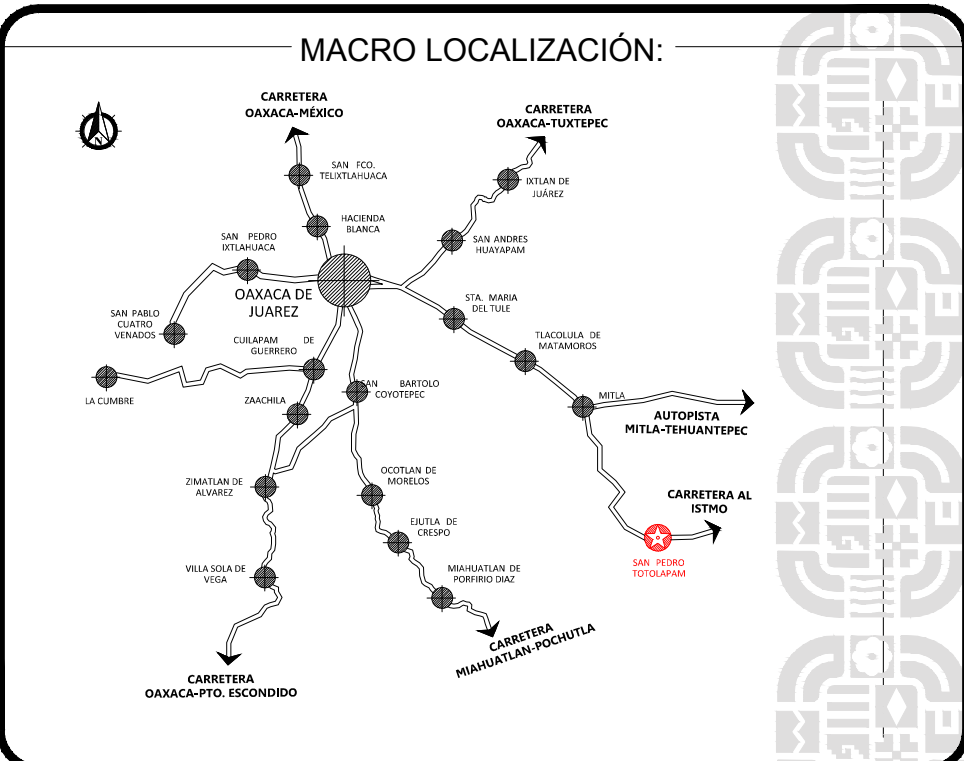 MACRO LOCALIZACIÓN:
CARRETERA
OAXACA-MÉXICO
CARRETERA
OAXACA-TUXTEPEC
N
SAN FCO.
TELIXTLAHUACA
IXTLAN DE
JUÁREZ
HACIENDA
BLANCA
SAN PEDRO
IXTLAHUACA
SAN ANDRES
HUAYAPAM
OAXACA DE
JUAREZ
STA. MARIA
DEL TULE
SAN PABLO
CUATRO
VENADOS
CUILAPAM DE
GUERRERO
TLACOLULA DE
MATAMOROS
LA CUMBRE
ZAACHILA
SAN BARTOLO
COYOTEPEC
MITLA
AUTOPISTA
MITLA-TEHUANTEPEC
ZIMATLAN DE
ALVAREZ
OCOTLAN DE
MORELOS
CARRETERA AL
ISTMO
EJUTLA DE
CRESPO
SAN PEDRO
TOTOLAPAM
VILLA SOLA DE
VEGA
MIAHUATLAN DE
PORFIRIO DIAZ
CARRETERA
MIAHUATLAN-POCHUTLA
CARRETERA
OAXACA-PTO. ESCONDIDO